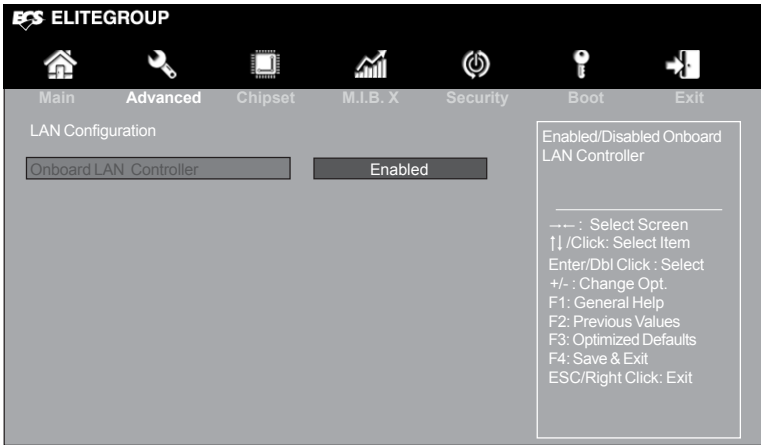 ECS ELITEGROUP
Main Advanced Chipset M.I.B. X Security Boot Exit
LAN Configuration
Onboard LAN Controller Enabled
Enabled/Disabled Onboard
LAN Controller
→← : Select Screen
↑↓/Click: Select Item
Enter/Dbl Click : Select
+/- : Change Opt.
F1: General Help
F2: Previous Values
F3: Optimized Defaults
F4: Save & Exit
ESC/Right Click: Exit